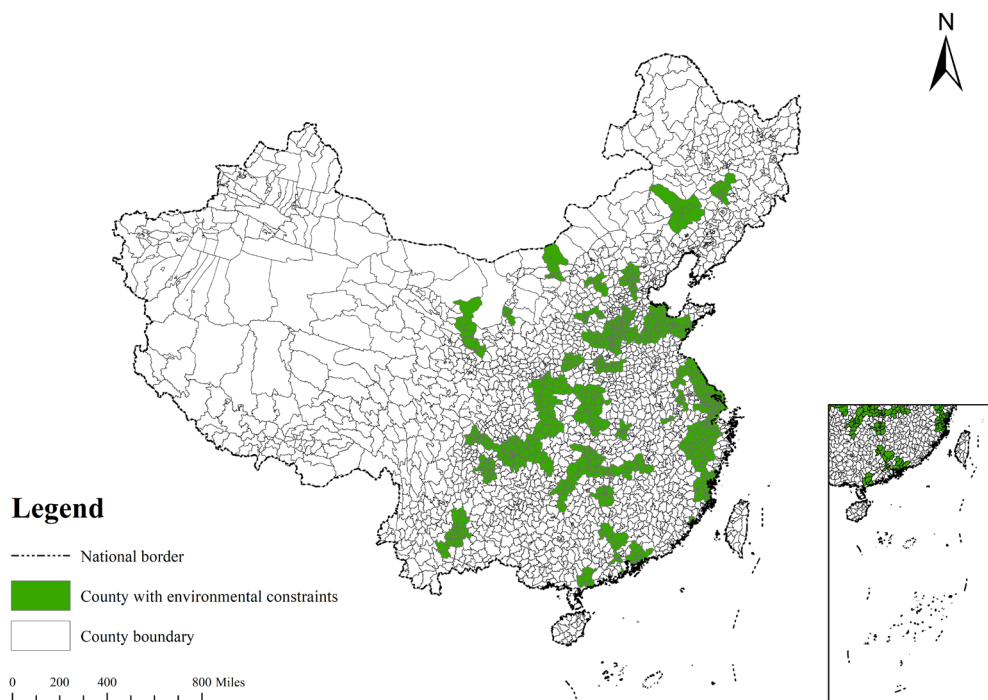 N
Legend
National border
County with environmental constraints
County boundary
0 200 400 800 Miles